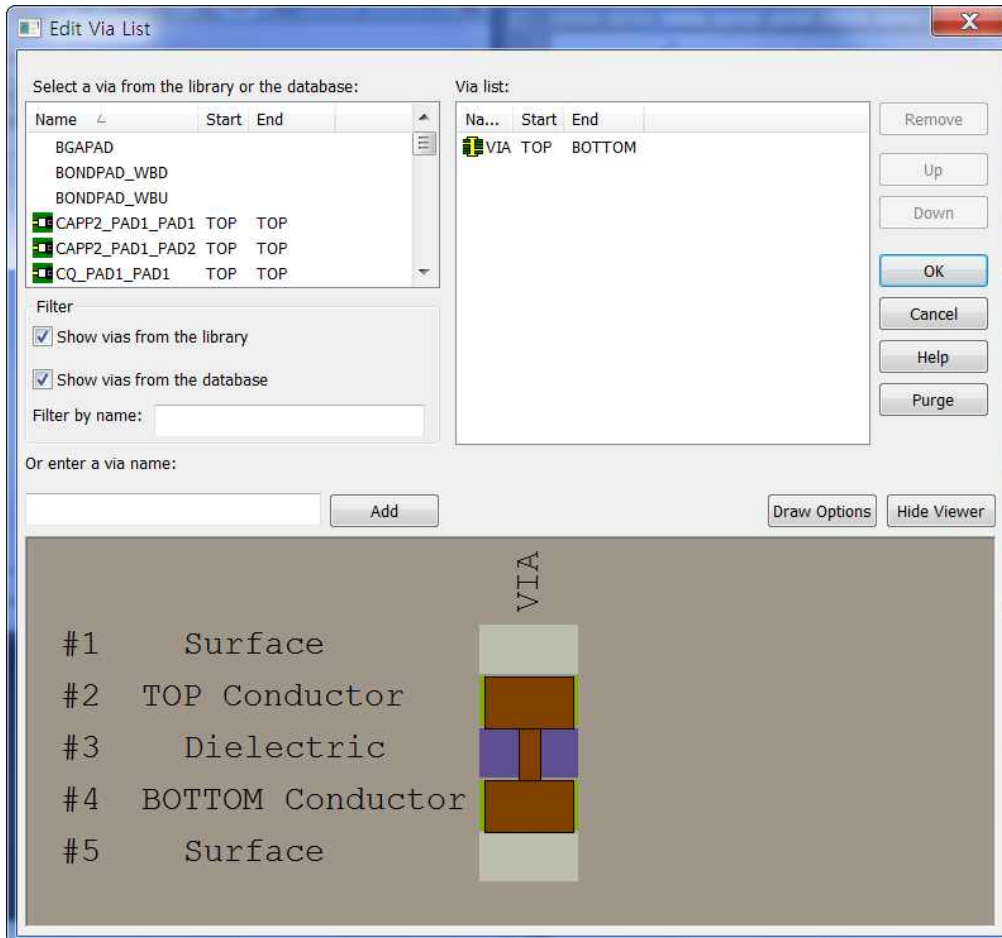 Edit Via List
Select a via from the library or the database:
Name Start End
BGAPAD
BONDPAD_WBD
BONDPAD_WBU
CAPP2_PAD1_PAD1 TOP TOP
CAPP2_PAD1_PAD2 TOP TOP
CQ_PAD1_PAD1 TOP TOP
Via list:
Na... Start End
VIA TOP BOTTOM
Remove
Up
Down
OK
Cancel
Help
Purge
Filter
Show vias from the library
Show vias from the database
Filter by name:
Or enter a via name:
Add
Draw Options
Hide Viewer
VIA
#1 Surface
#2 TOP Conductor
#3 Dielectric
#4 BOTTOM Conductor
#5 Surface